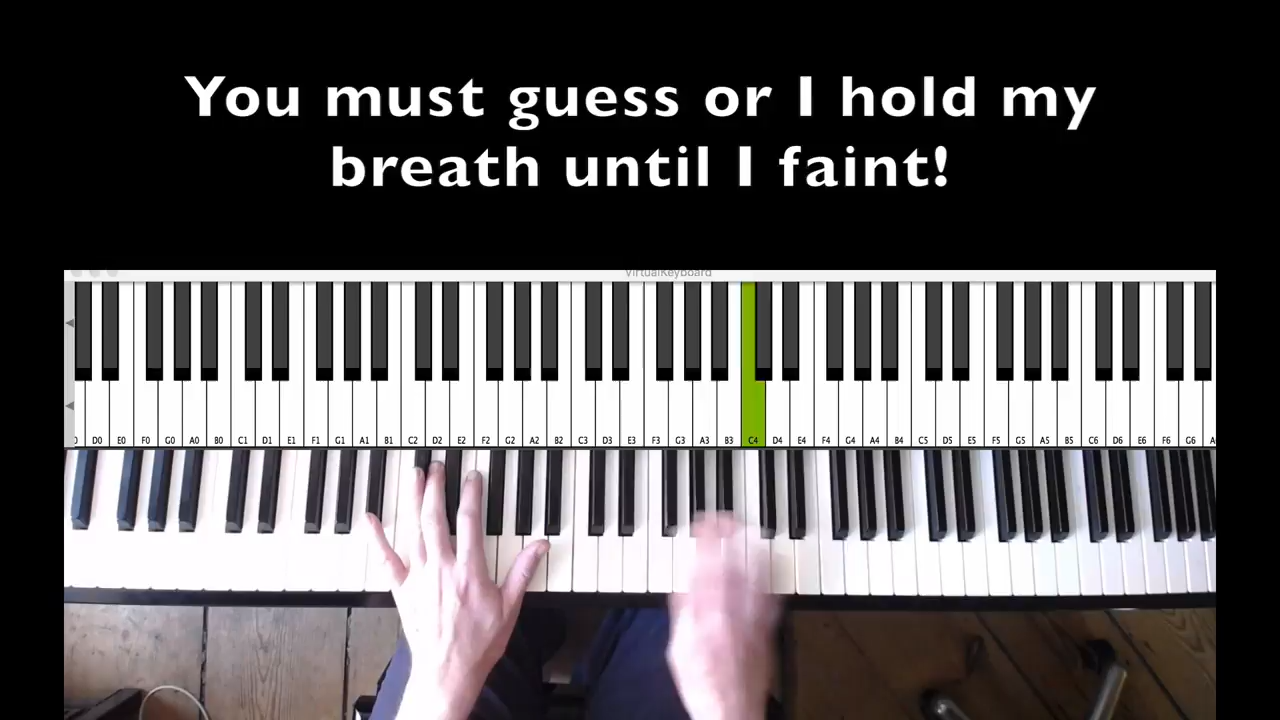 You must guess or I hold my
breath until I faint!
VirtualKeyboard
D0 E0 F0 G0 A0 B0 C1 D1 E1 F1 G1 A1 B1 C2 D2 E2 F2 G2 A2 B2 C3 D3 E3 F3 G3 A3 B3 C4 D4 E4 F4 G4 A4 B4 C5 D5 E5 F5 G5 A5 B5 C6 D6 E6 F6 G6